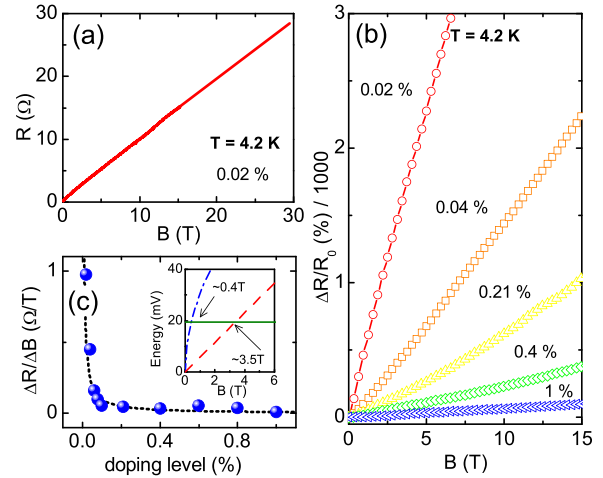 (a)
R (Ω)
30
20
10
0
T = 4.2 K
0.02 %
0 10 20 30
B (T)
(b)
ΔR/R0 (%) / 1000
3
2
1
0
T = 4.2 K
0.02 %
0.04 %
0.21 %
0.4 %
1 %
0 5 10 15
B (T)
(c)
ΔR/ΔB (Ω/T)
1
0
0.0 0.4 0.8
doping level (%)
Energy (mV)
40
20
0
~0.4T
~3.5T
0 2 4 6
B (T)